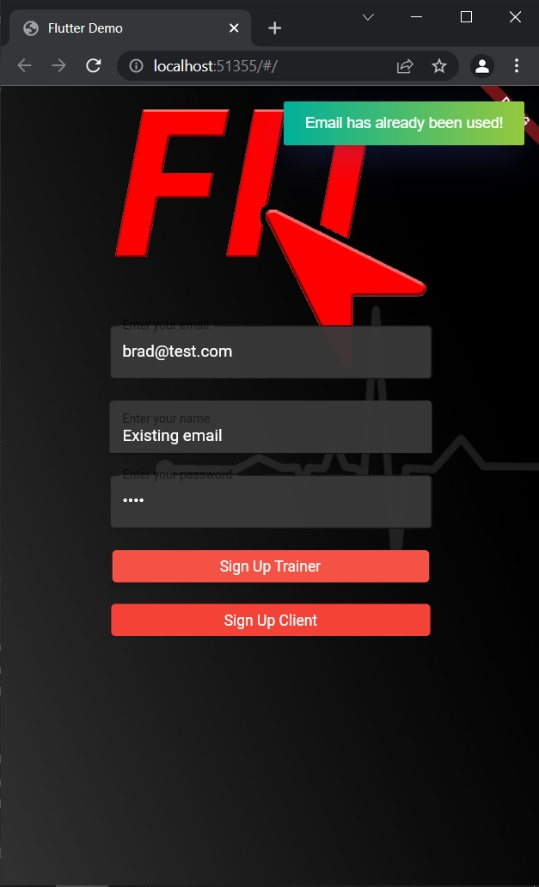 Flutter Demo
localhost:51355/#/
Email has already been used!
FIT
Enter your email
brad@test.com
Enter your name
Existing email
Enter your password
Sign Up Trainer
Sign Up Client